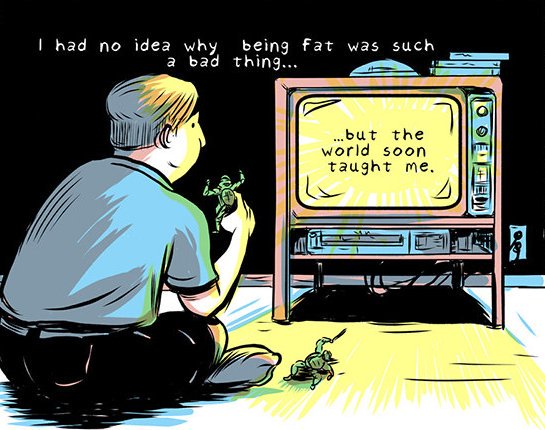 I had no idea why being fat was such
a bad thing...
...but the
world soon
taught me.